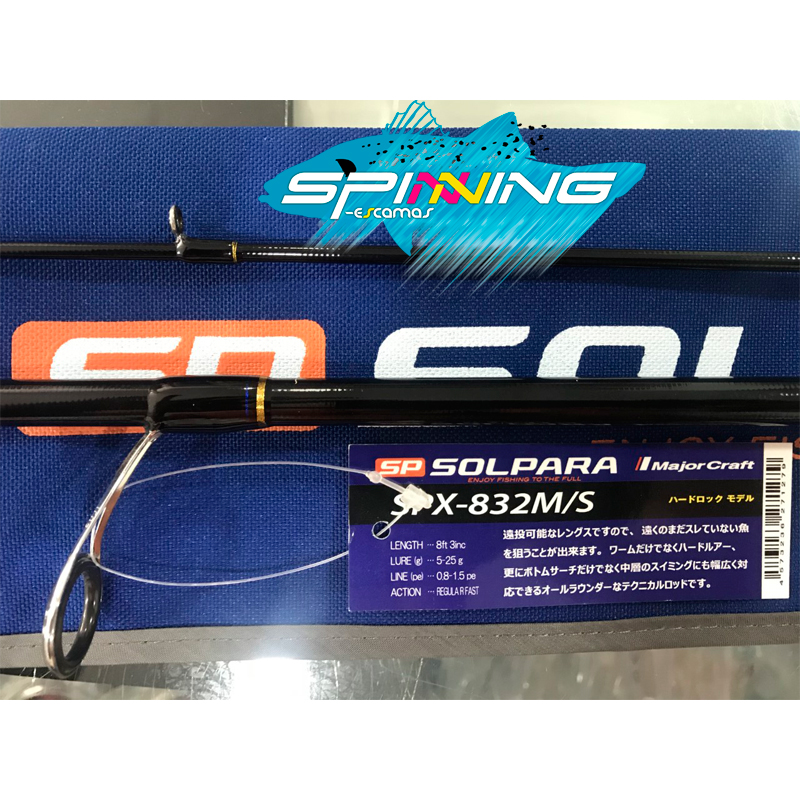 SPINNING
-escamas
SP SOL
ENJOY FIS
SP SOLPARA
ENJOY FISHING TO THE FULL
MajorCraft
SPX-832M/S
ハードロック モデル
LENGTH … 8ft 3inc
LURE (g) … 5-25 g
LINE (pe) … 0.8-1.5 pe
ACTION … REGULAR FAST
遠投可能なレングスですので、遠くのまだスレていない魚
を狙うことが出来ます。ワームだけでなくハードルアー、
更にボトムサーチだけでなく中層のスイミングにも幅広く対
応できるオールラウンダーなテクニカルロッドです。